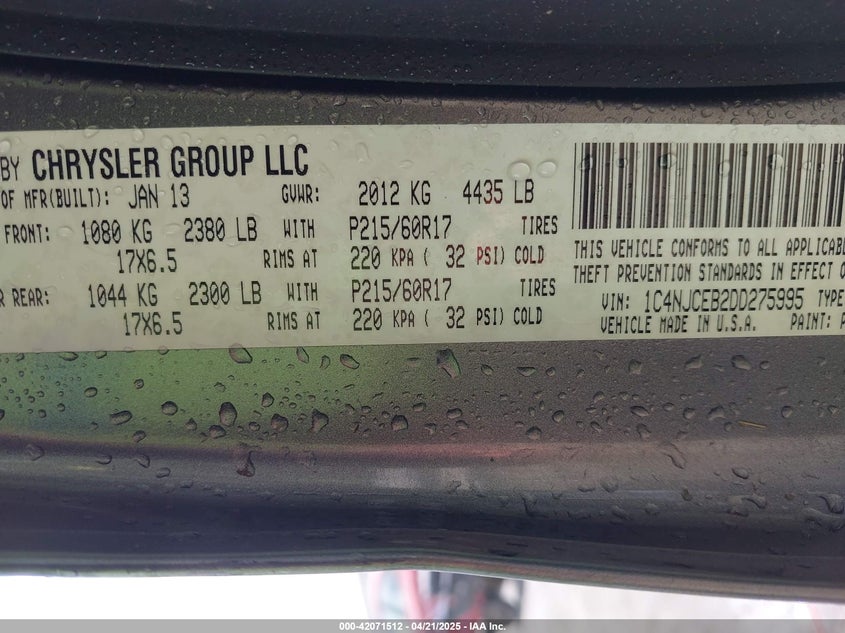 BY CHRYSLER GROUP LLC
OF MFR(BUILT): JAN 13 GVWR: 2012 KG 4435 LB
FRONT: 1080 KG 2380 LB WITH P215/60R17 TIRES
17X6.5 RIMS AT 220 KPA ( 32 PSI) COLD
REAR: 1044 KG 2300 LB WITH P215/60R17 TIRES
17X6.5 RIMS AT 220 KPA ( 32 PSI) COLD
THIS VEHICLE CONFORMS TO ALL APPLICABL
THEFT PREVENTION STANDARDS IN EFFECT O
VIN: 1C4NJCEB2DD275995 TYPE
VEHICLE MADE IN U.S.A. PAINT:
000-42071512 - 04/21/2025 - IAA Inc.